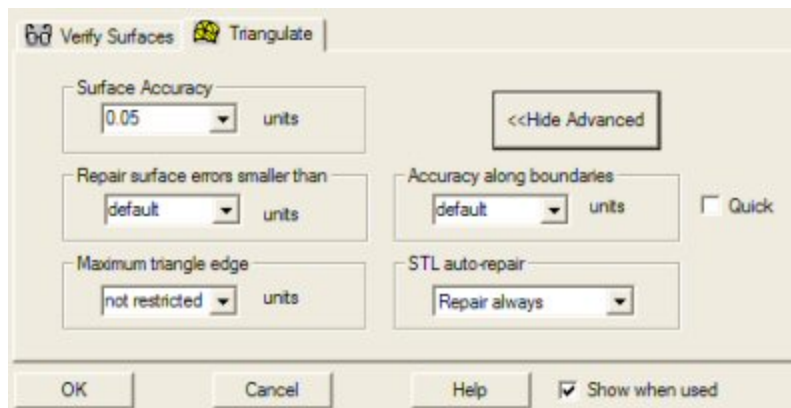 Verify Surfaces Triangulate
Surface Accuracy
0.05 units
<<Hide Advanced
Repair surface errors smaller than
default units
Accuracy along boundaries
default units
Quick
Maximum triangle edge
not restricted units
STL auto-repair
Repair always
OK Cancel Help Show when used